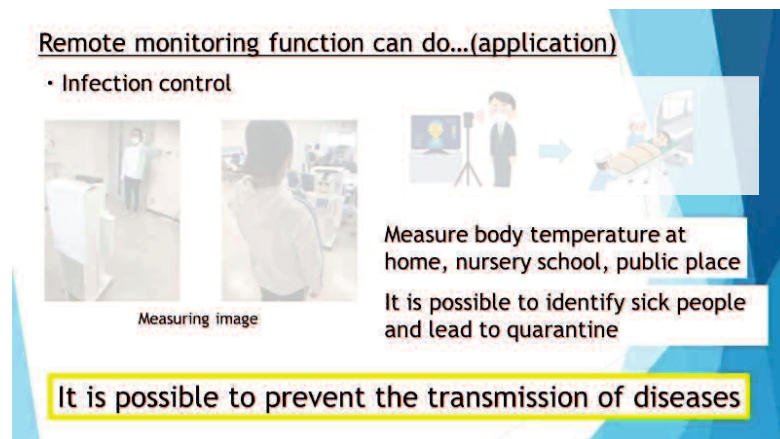 Remote monitoring function can do…(application)
・Infection control
Measuring image
Measure body temperature at
home, nursery school, public place
It is possible to identify sick people
and lead to quarantine
It is possible to prevent the transmission of diseases